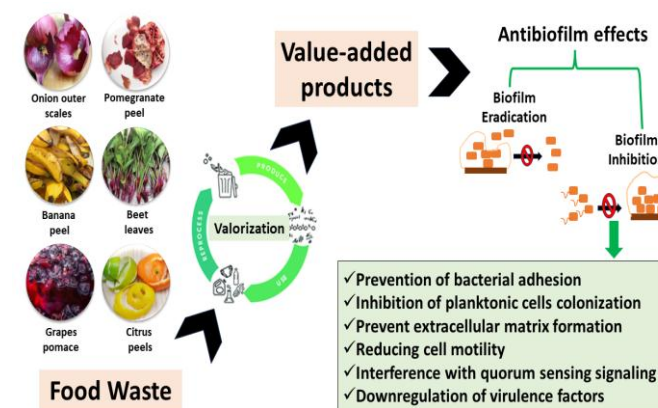 Onion outer
scales
Pomegranate
peel
Banana
peel
Beet
leaves
Grapes
pomace
Citrus
peels
Food Waste
PRODUCE
REPROCESS
Valorization
Value-added
products
Antibiofilm effects
Biofilm
Eradication
Biofilm
Inhibition
✓Prevention of bacterial adhesion
✓Inhibition of planktonic cells colonization
✓Prevent extracellular matrix formation
✓Reducing cell motility
✓Interference with quorum sensing signaling
✓Downregulation of virulence factors